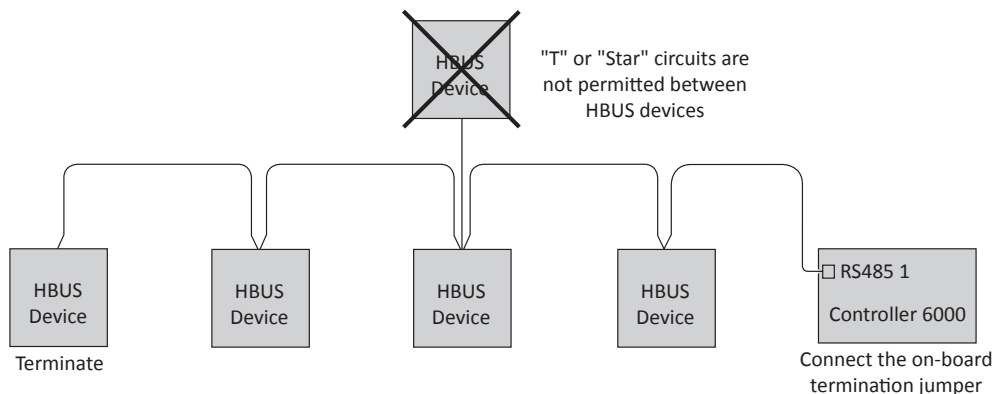 HBUS
Device
"T" or "Star" circuits are
not permitted between
HBUS devices
HBUS
Device
Terminate
HBUS
Device
HBUS
Device
HBUS
Device
RS485 1
Controller 6000
Connect the on-board
termination jumper